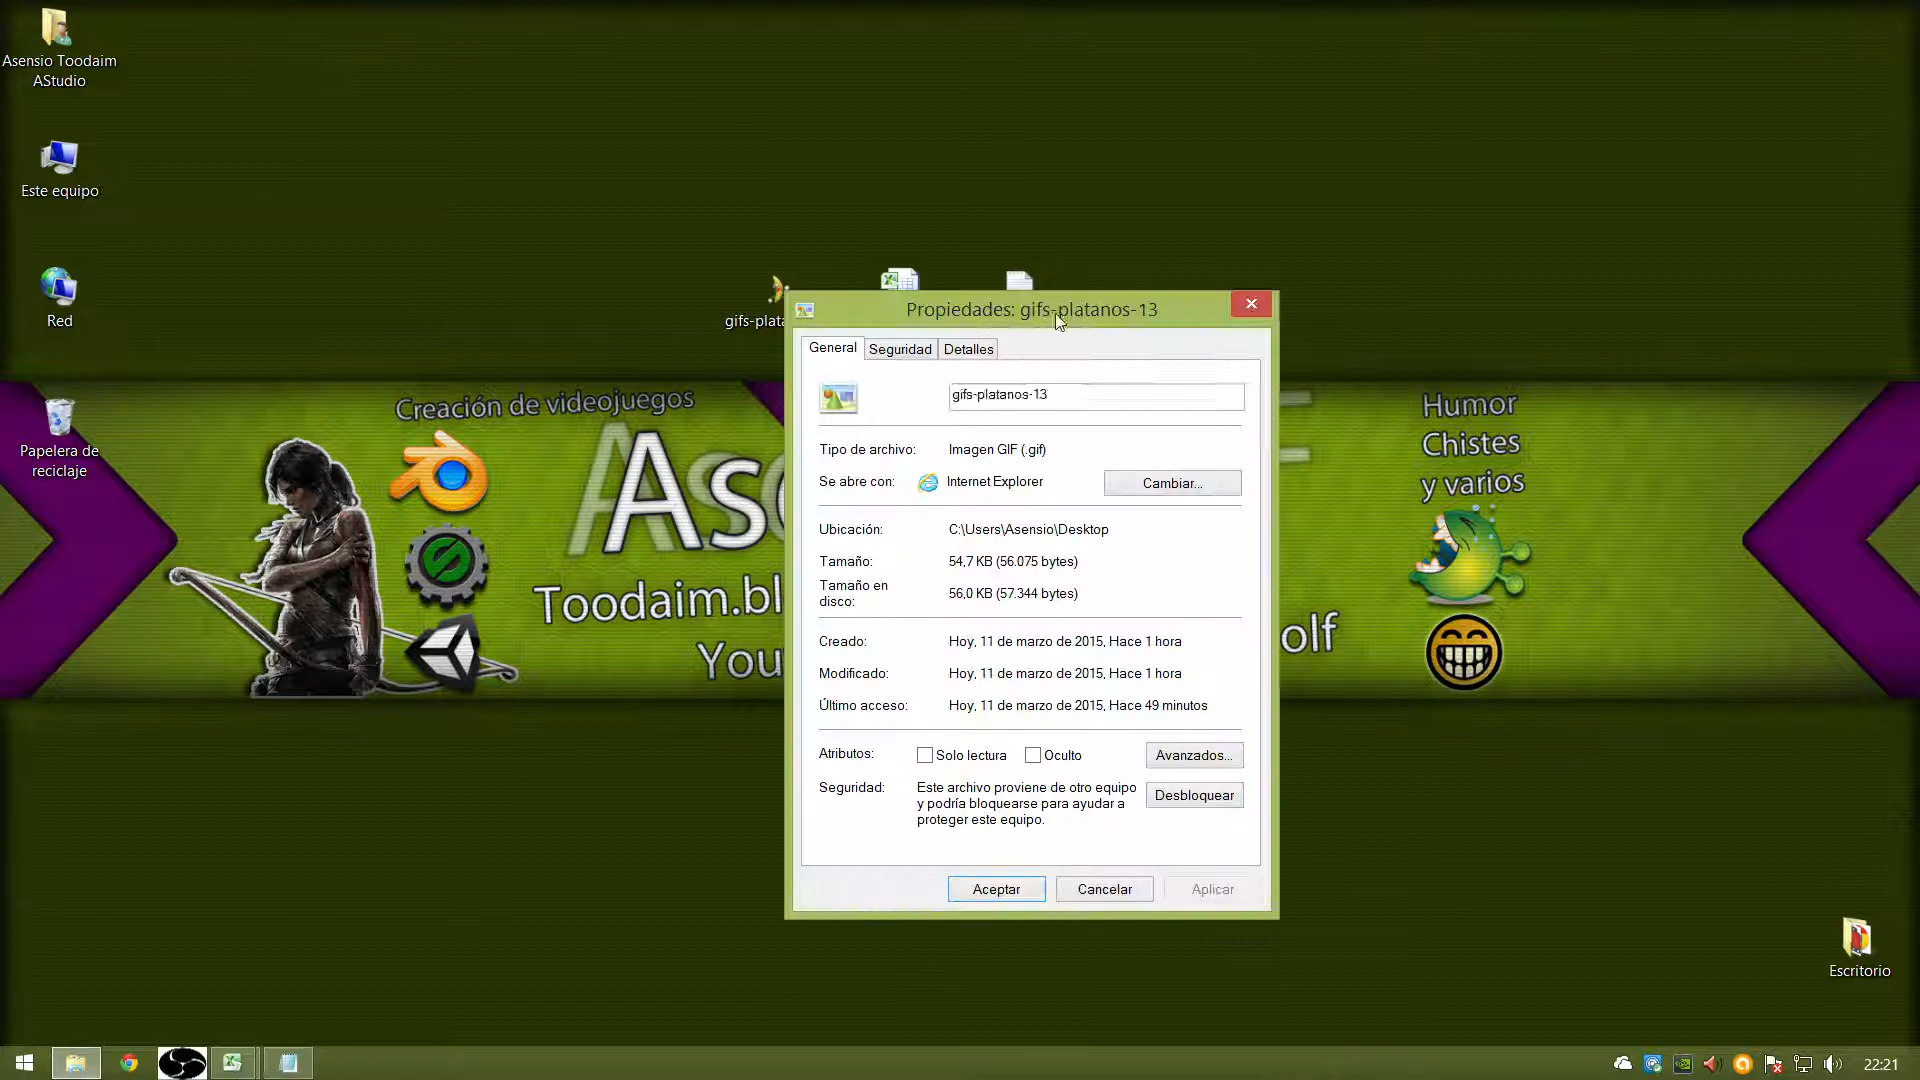 Asensio Toodaim
AStudio
Este equipo
Red
Papelera de
reciclaje
Creación de videojuegos
As
Toodaim.bl
You
olf
Humor
Chistes
y varios
Escritorio
Propiedades: gifs-platanos-13
General
Seguridad
Detalles
gifs-platanos-13
Tipo de archivo:
Imagen GIF (.gif)
Se abre con:
Internet Explorer
Cambiar...
Ubicación:
C:\Users\Asensio\Desktop
Tamaño:
54,7 KB (56.075 bytes)
Tamaño en
disco:
56,0 KB (57.344 bytes)
Creado:
Hoy, 11 de marzo de 2015, Hace 1 hora
Modificado:
Hoy, 11 de marzo de 2015, Hace 1 hora
Último acceso:
Hoy, 11 de marzo de 2015, Hace 49 minutos
Atributos:
Solo lectura
Oculto
Avanzados...
Seguridad:
Este archivo proviene de otro equipo
y podría bloquearse para ayudar a
proteger este equipo.
Desbloquear
Aceptar
Cancelar
Aplicar
22:21